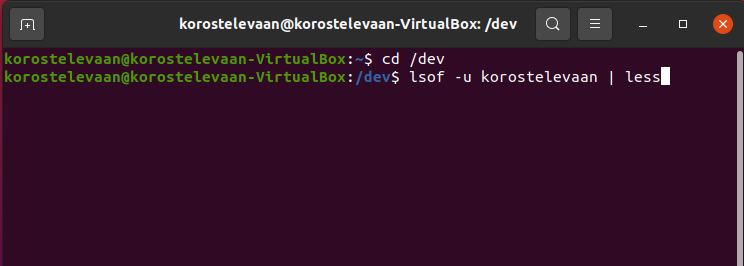 korostelevaan@korostelevaan-VirtualBox: /dev
korostelevaan@korostelevaan-VirtualBox:~$ cd /dev
korostelevaan@korostelevaan-VirtualBox:/dev$ lsof -u korostelevaan | less